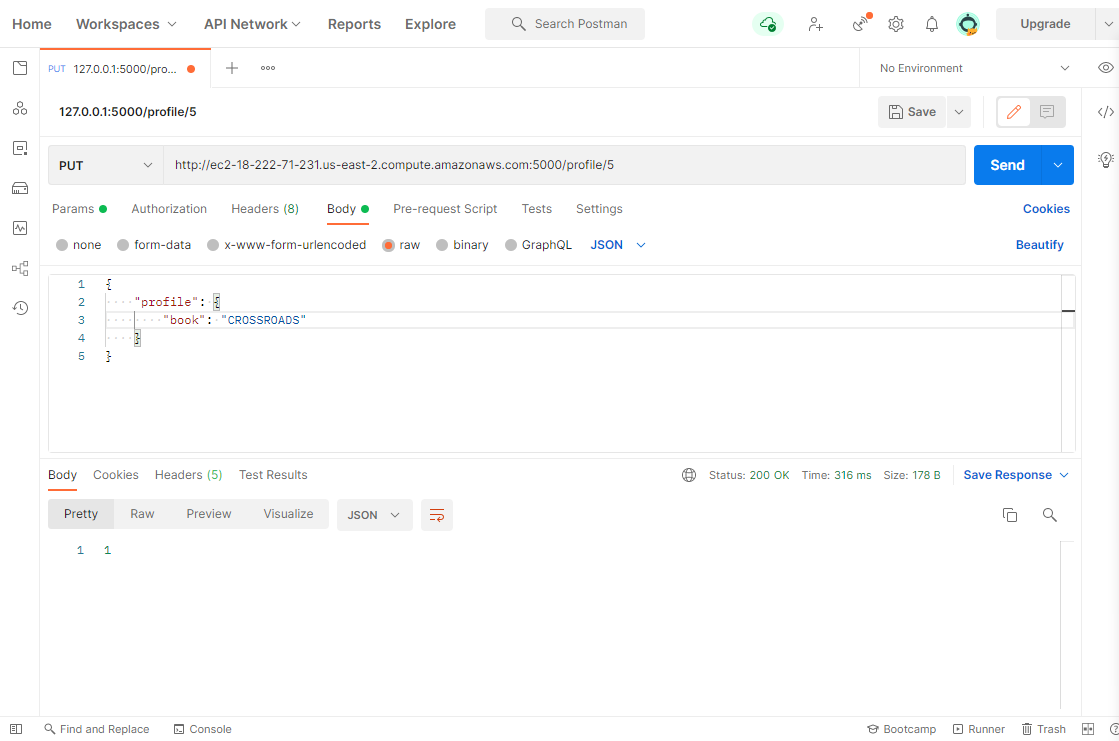 Home Workspaces API Network Reports Explore Search Postman Upgrade
PUT 127.0.0.1:5000/pro... No Environment
127.0.0.1:5000/profile/5 Save
PUT http://ec2-18-222-71-231.us-east-2.compute.amazonaws.com:5000/profile/5 Send
Params Authorization Headers (8) Body Pre-request Script Tests Settings Cookies
none form-data x-www-form-urlencoded raw binary GraphQL JSON Beautify
1 {
2 "profile": {
3 "book": "CROSSROADS"
4 }
5 }
Body Cookies Headers (5) Test Results Status: 200 OK Time: 316 ms Size: 178 B Save Response
Pretty Raw Preview Visualize JSON
1 1
Find and Replace Console Bootcamp Runner Trash